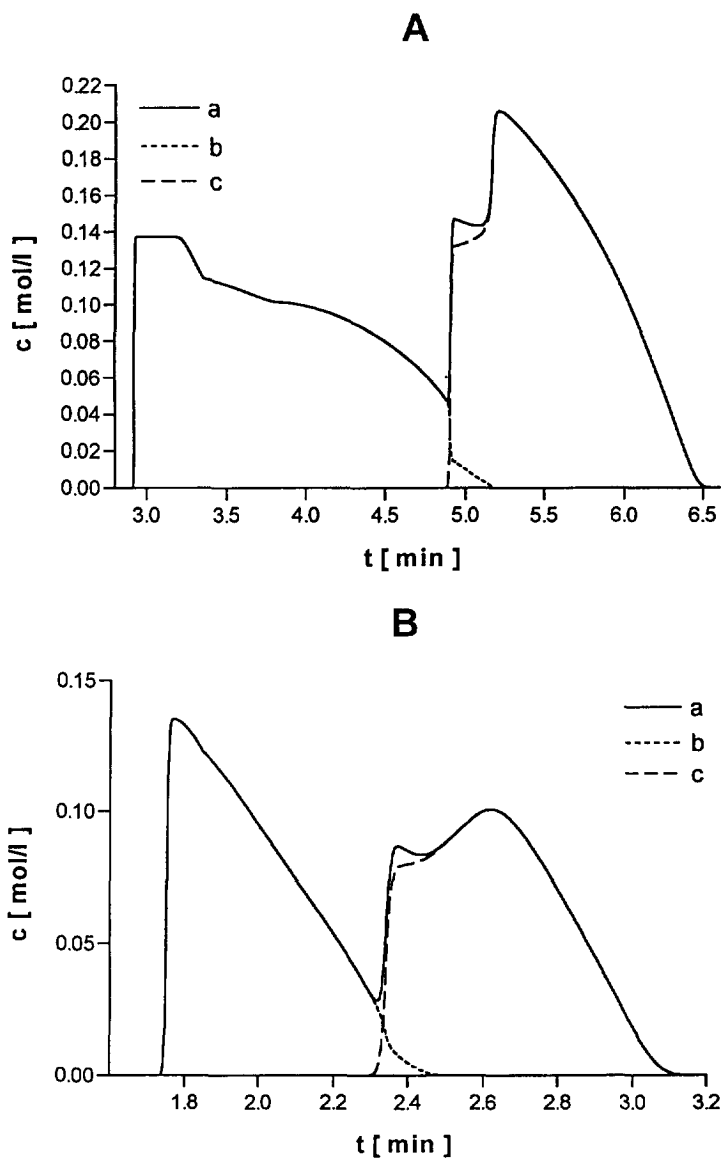 A
c [ mol/l ]
0.22
0.20
0.18
0.16
0.14
0.12
0.10
0.08
0.06
0.04
0.02
0.00
a
b
c
3.0 3.5 4.0 4.5 5.0 5.5 6.0 6.5
t [ min ]
B
c [ mol/l ]
0.15
0.10
0.05
0.00
a
b
c
1.8 2.0 2.2 2.4 2.6 2.8 3.0 3.2
t [ min ]